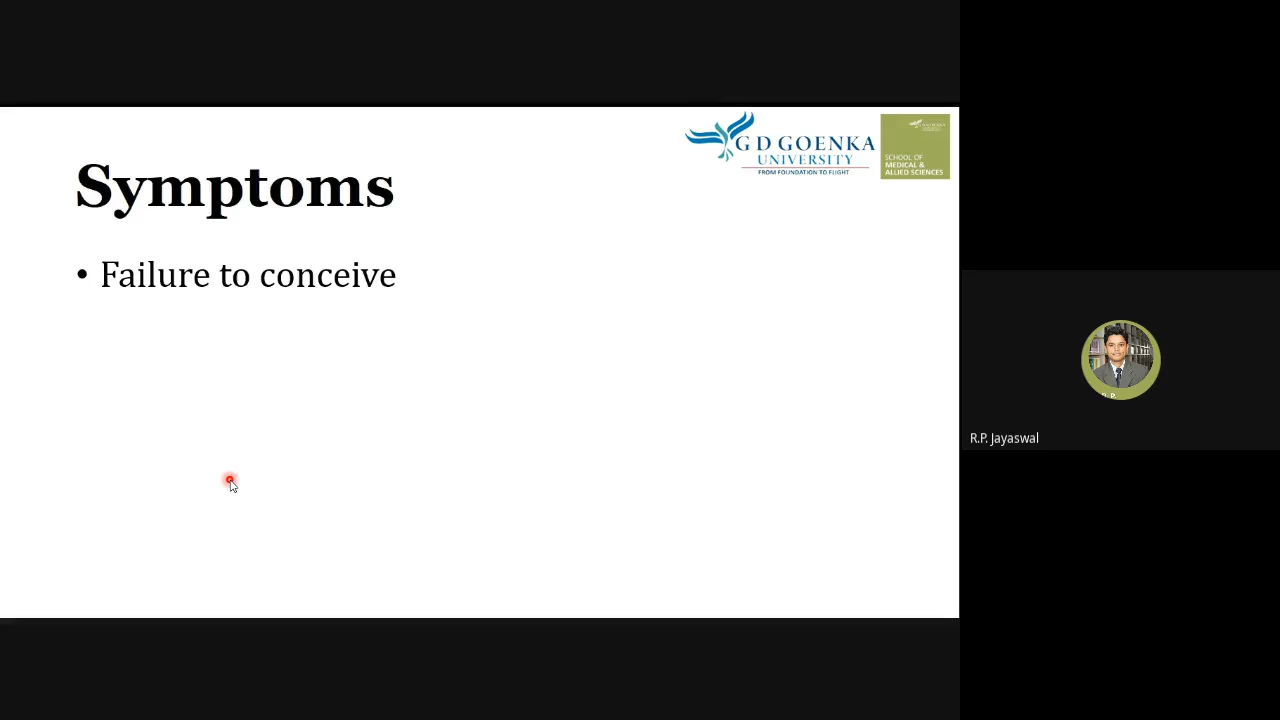 G D GOENKA
UNIVERSITY
FROM FOUNDATION TO FLIGHT
SCHOOL OF
MEDICAL &
ALLIED SCIENCES
Symptoms
• Failure to conceive
R.P. Jayaswal